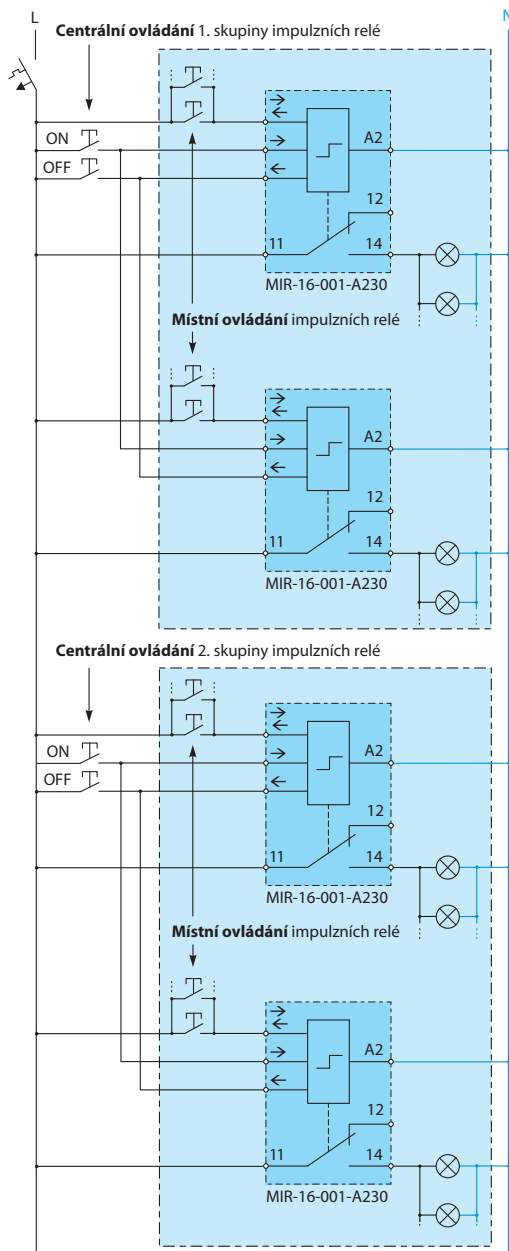 L
N
Centrální ovládání 1. skupiny impulzních relé
ON
OFF
A2
12
11
14
MIR-16-001-A230
Místní ovládání impulzních relé
A2
12
11
14
MIR-16-001-A230
Centrální ovládání 2. skupiny impulzních relé
ON
OFF
A2
12
11
14
MIR-16-001-A230
Místní ovládání impulzních relé
A2
12
11
14
MIR-16-001-A230